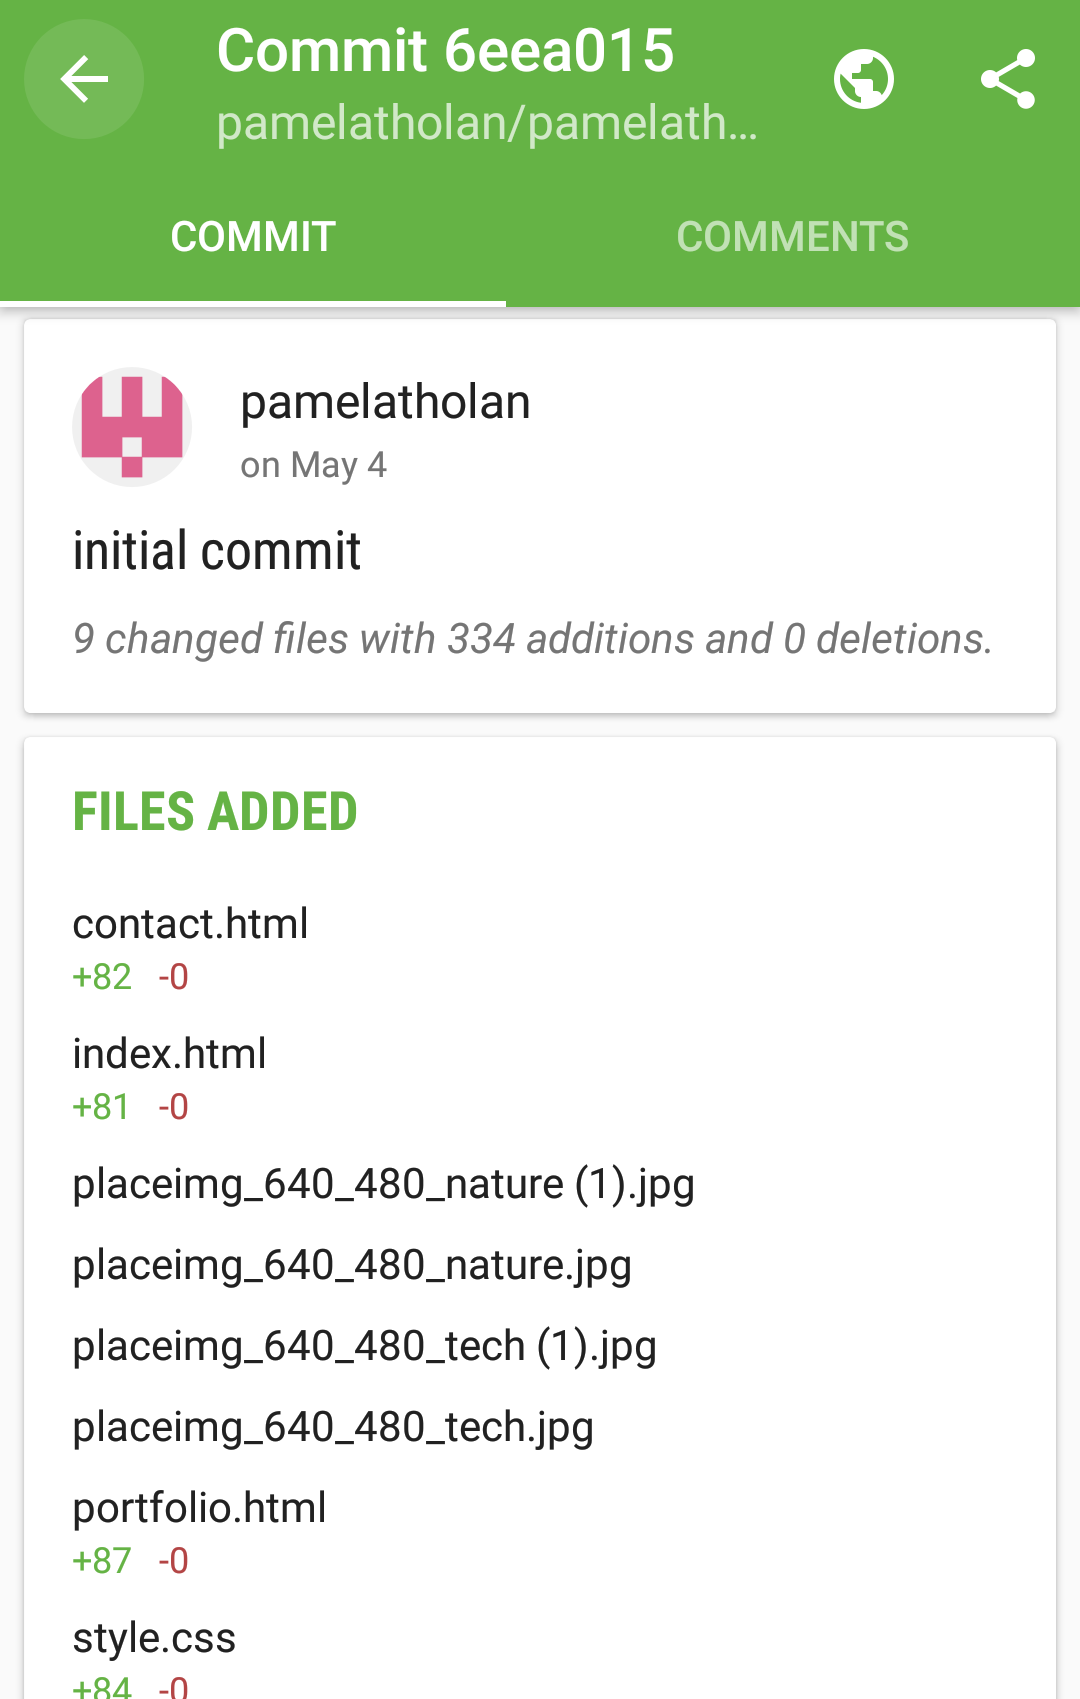 Commit 6eea015
pamelatholan/pamelath...
COMMIT
COMMENTS
pamelatholan
on May 4
initial commit
9 changed files with 334 additions and 0 deletions.
FILES ADDED
contact.html
+82 -0
index.html
+81 -0
placeimg_640_480_nature (1).jpg
placeimg_640_480_nature.jpg
placeimg_640_480_tech (1).jpg
placeimg_640_480_tech.jpg
portfolio.html
+87 -0
style.css
+84 -0